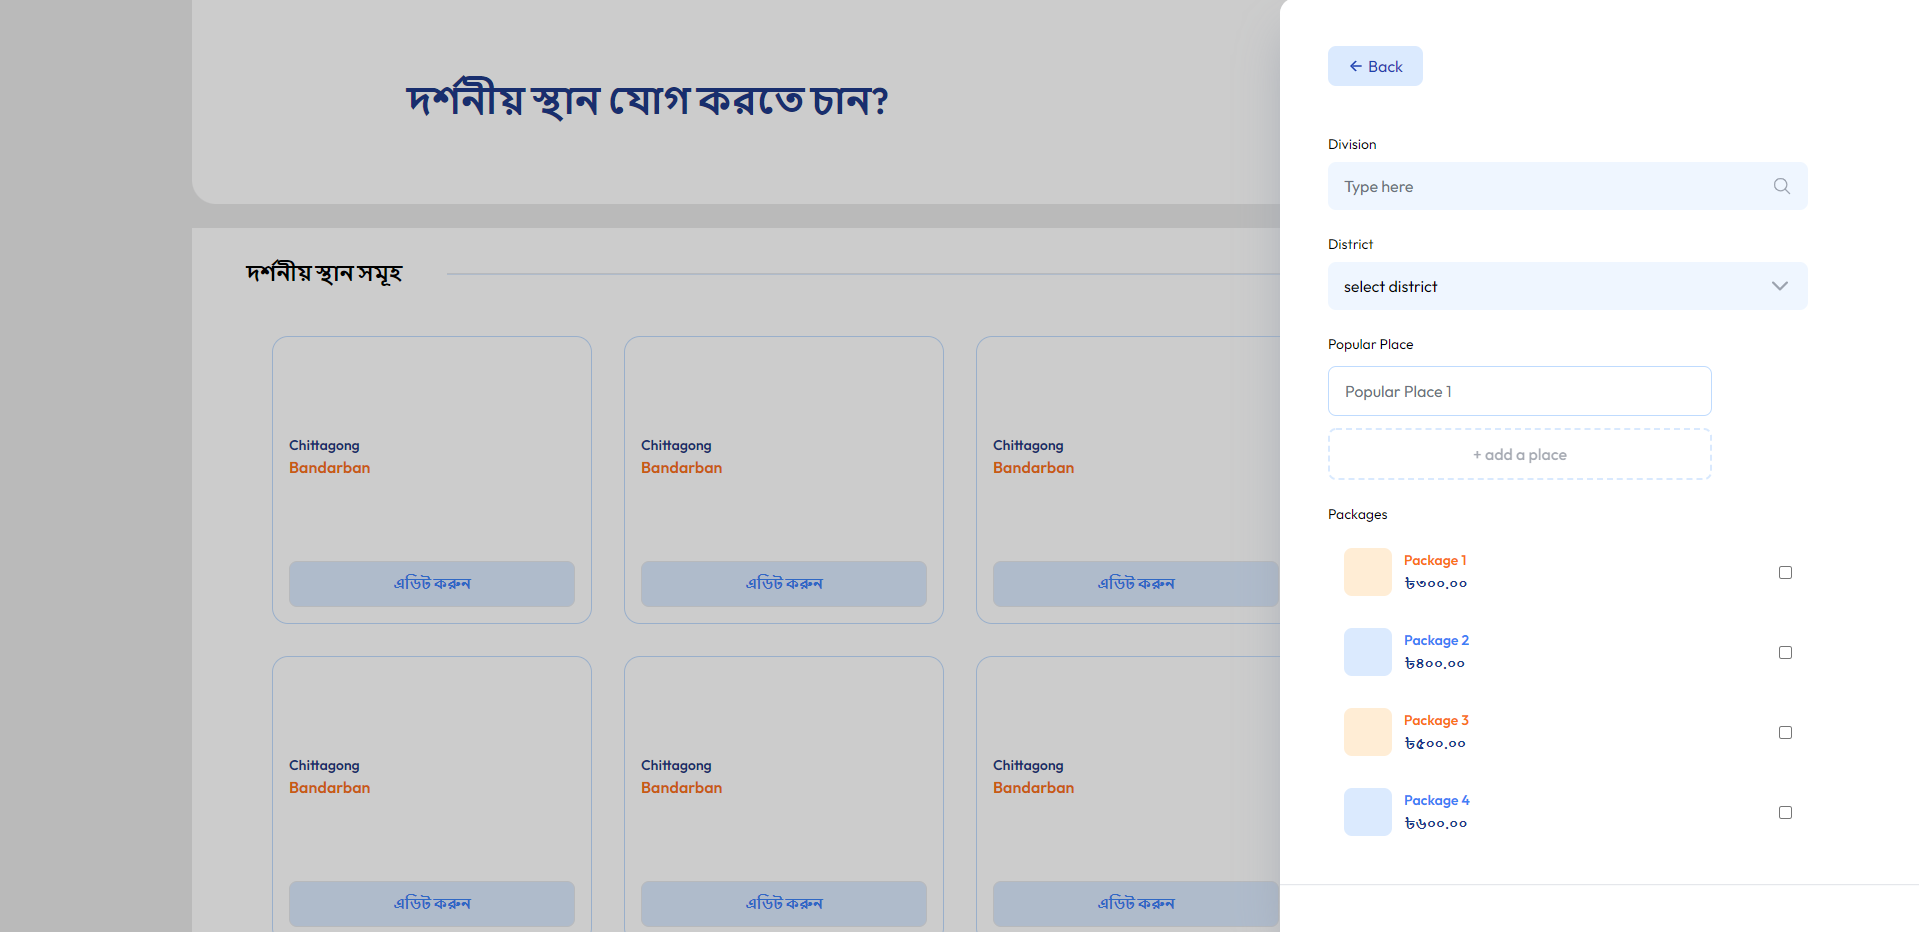 দর্শনীয় স্থান যোগ করতে চান?
দর্শনীয় স্থান সমূহ
Chittagong
Bandarban
এডিট করুন
Chittagong
Bandarban
এডিট করুন
Chittagong
Bandarban
এডিট করুন
Chittagong
Bandarban
এডিট করুন
Chittagong
Bandarban
এডিট করুন
Chittagong
Bandarban
এডিট করুন
← Back
Division
Type here
District
select district
Popular Place
Popular Place 1
+ add a place
Packages
Package 1
৳৩০০.০০
Package 2
৳৪০০.০০
Package 3
৳৫০০.০০
Package 4
৳৬০০.০০